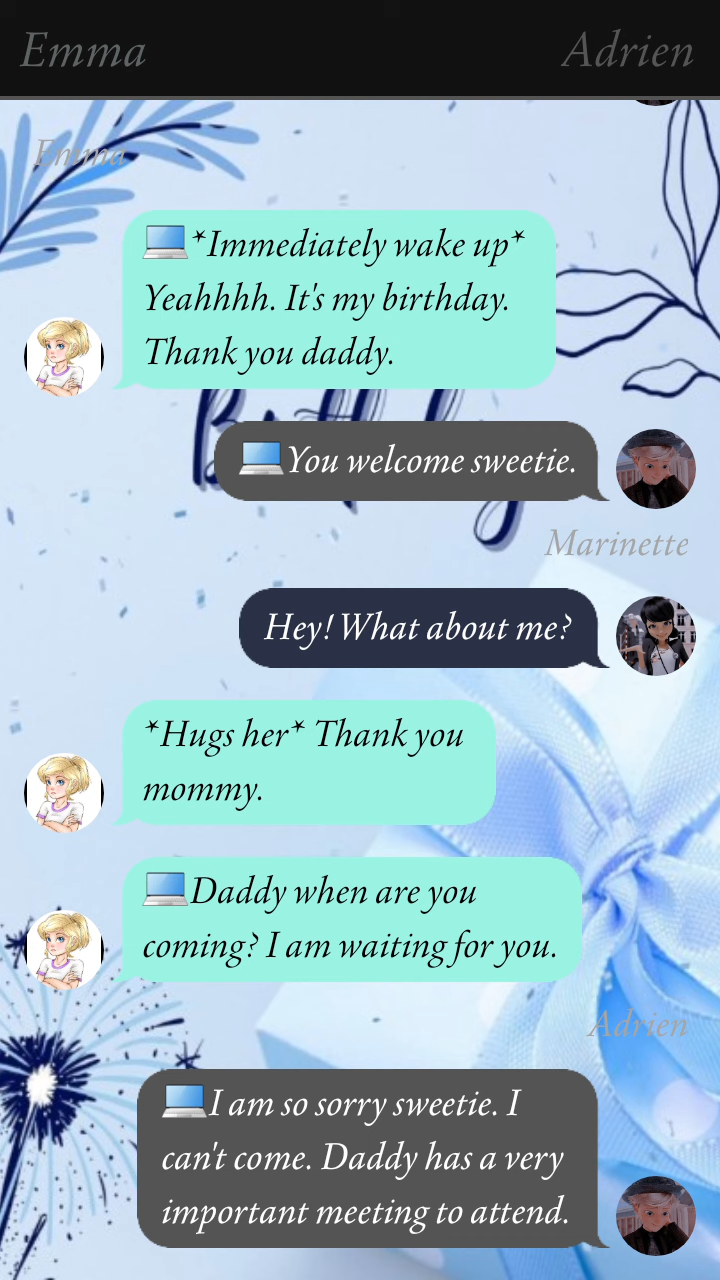 Emma Adrien
Emma
💻*Immediately wake up*
Yeahhhh. It's my birthday.
Thank you daddy.
💻You welcome sweetie.
Marinette
Hey! What about me?
*Hugs her* Thank you
mommy.
💻Daddy when are you
coming? I am waiting for you.
Adrien
💻I am so sorry sweetie. I
can't come. Daddy has a very
important meeting to attend.